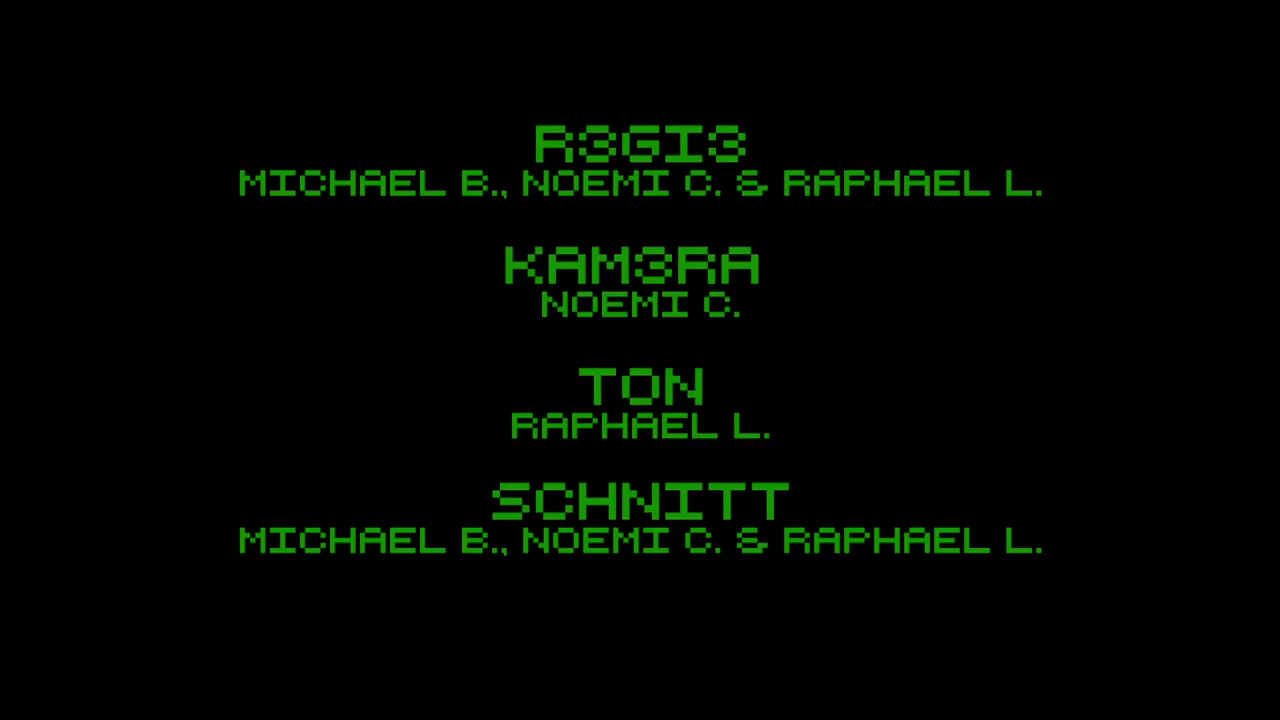 R3GI3
MICHAEL B., NOEMI C. & RAPHAEL L.
KAM3RA
NOEMI C.
TON
RAPHAEL L.
SCHNITT
MICHAEL B., NOEMI C. & RAPHAEL L.